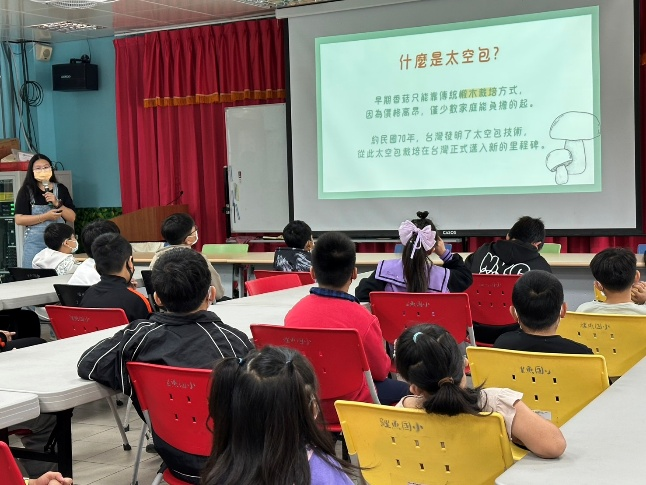 什麼是太空包?
早期香菇只能靠傳統椴木栽培方式,
因為價格高昂,僅少數家庭能負擔的起。
約民國70年,台灣發明了太空包技術,
從此太空包栽培在台灣正式邁入新的里程碑。
CASOS